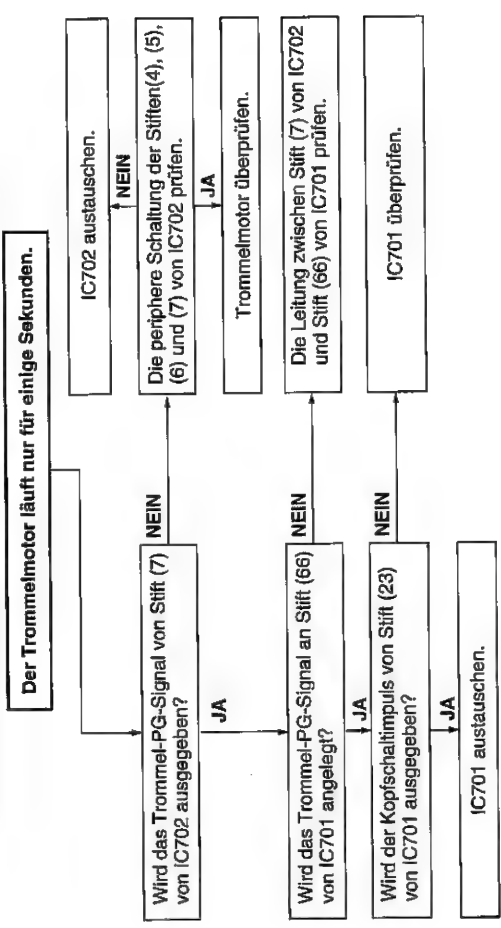 Der Trommelmotor läuft nur für einige Sekunden.
Wird das Trommel-PG-Signal von Stift (7)
von IC702 ausgegeben?
NEIN
Die periphere Schaltung der Stiften(4), (5),
(6) und (7) von IC702 prüfen.
NEIN
IC702 austauschen.
JA
Trommelmotor überprüfen.
JA
Wird das Trommel-PG-Signal an Stift (66)
von IC701 angelegt?
NEIN
Die Leitung zwischen Stift (7) von IC702
und Stift (66) von IC701 prüfen.
JA
Wird der Kopfschaltimpuls von Stift (23)
von IC701 ausgegeben?
NEIN
IC701 überprüfen.
JA
IC701 austauschen.